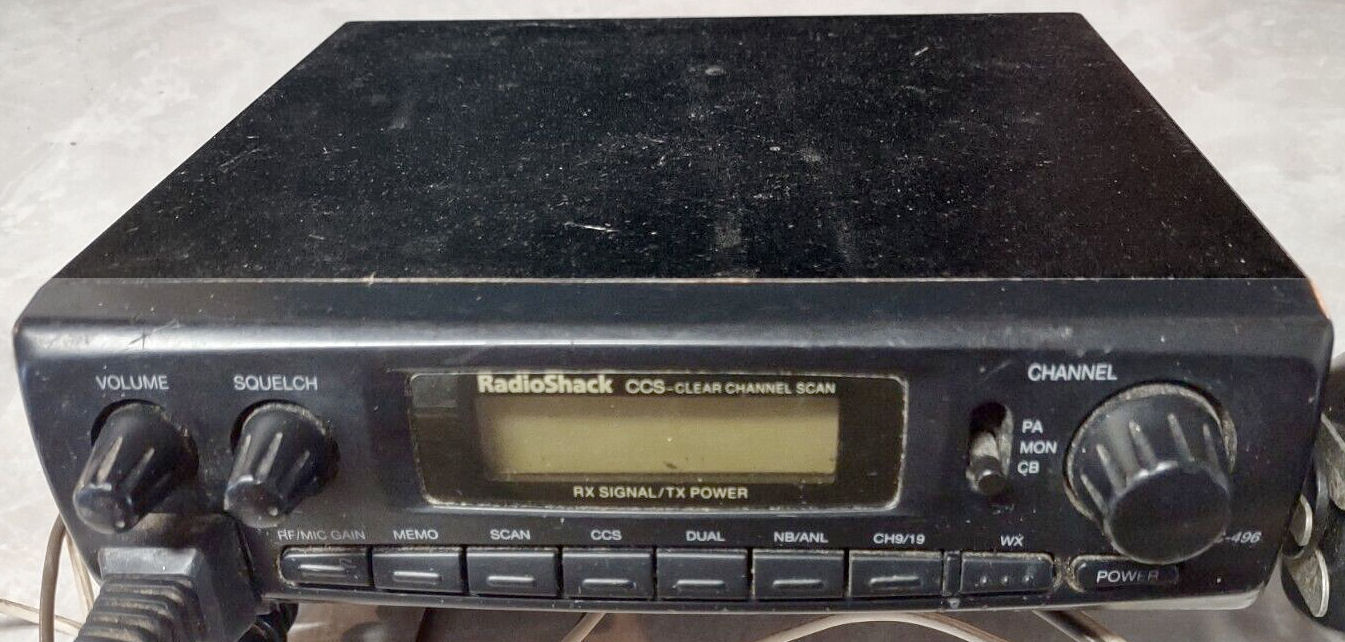 CHANNEL
VOLUME SQUELCH
RadioShack CCS-CLEAR CHANNEL SCAN
PA
MON
CB
RX SIGNAL/TX POWER
RF/MIC GAIN MEMO SCAN CCS DUAL NB/ANL CH9/19 WX
-496
POWER